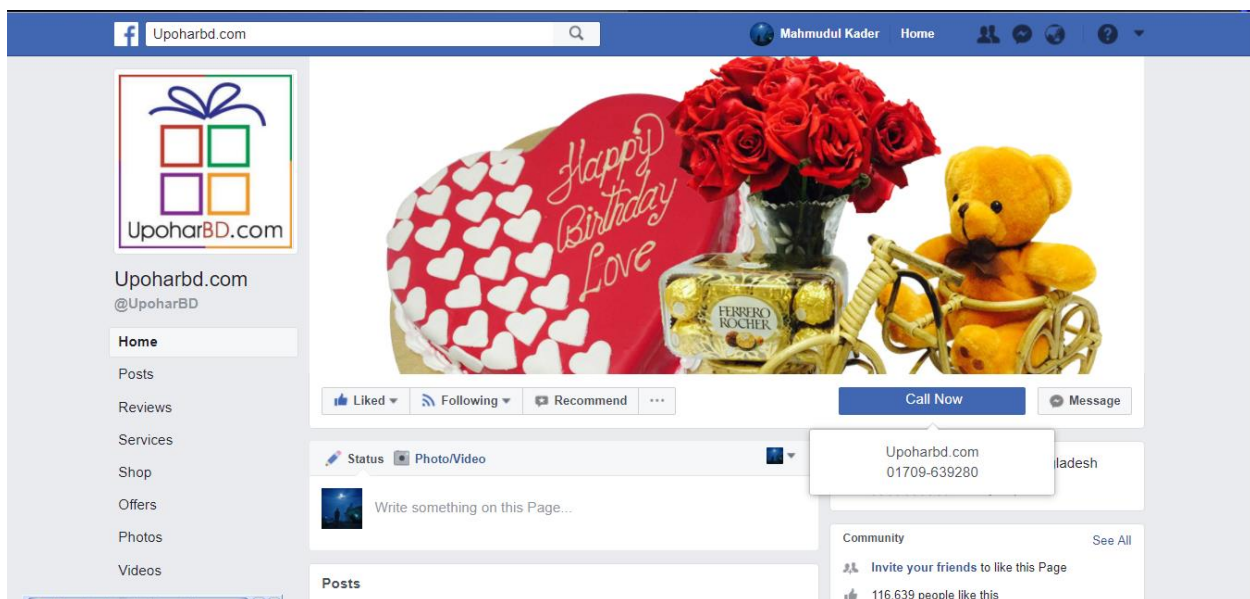 Upoharbd.com
Mahmudul Kader Home
UpoharBD.com
Upoharbd.com
@UpoharBD
Home
Posts
Reviews
Services
Shop
Offers
Photos
Videos
Happy
Birthday
Love
FERRERO
ROCHER
Liked Following Recommend
Call Now
Message
Upoharbd.com
01709-639280
Status Photo/Video
Write something on this Page...
Posts
ladesh
Community See All
Invite your friends to like this Page
116,639 people like this